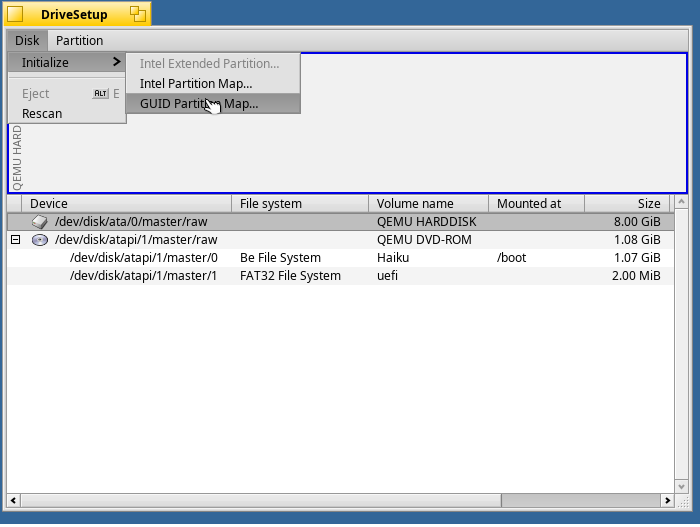 DriveSetup
Disk Partition
Initialize
Intel Extended Partition...
Intel Partition Map...
Eject ALT E
GUID Partition Map...
Rescan
QEMU HARD
Device File system Volume name Mounted at Size
/dev/disk/ata/0/master/raw QEMU HARDDISK 8.00 GiB
/dev/disk/atapi/1/master/raw QEMU DVD-ROM 1.08 GiB
/dev/disk/atapi/1/master/0 Be File System Haiku /boot 1.07 GiB
/dev/disk/atapi/1/master/1 FAT32 File System uefi 2.00 MiB